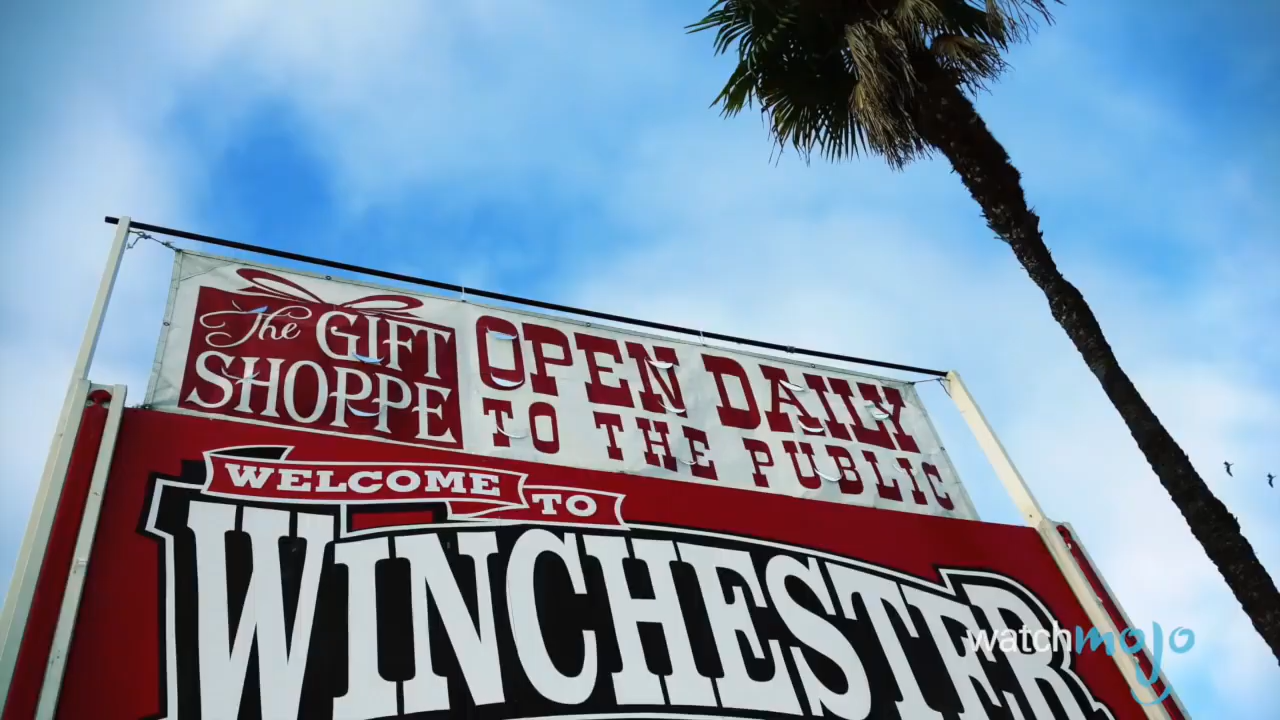 The GIFT SHOPPE
OPEN DAILY
TO THE PUBLIC
WELCOME TO
WINCHESTER
watchmojo